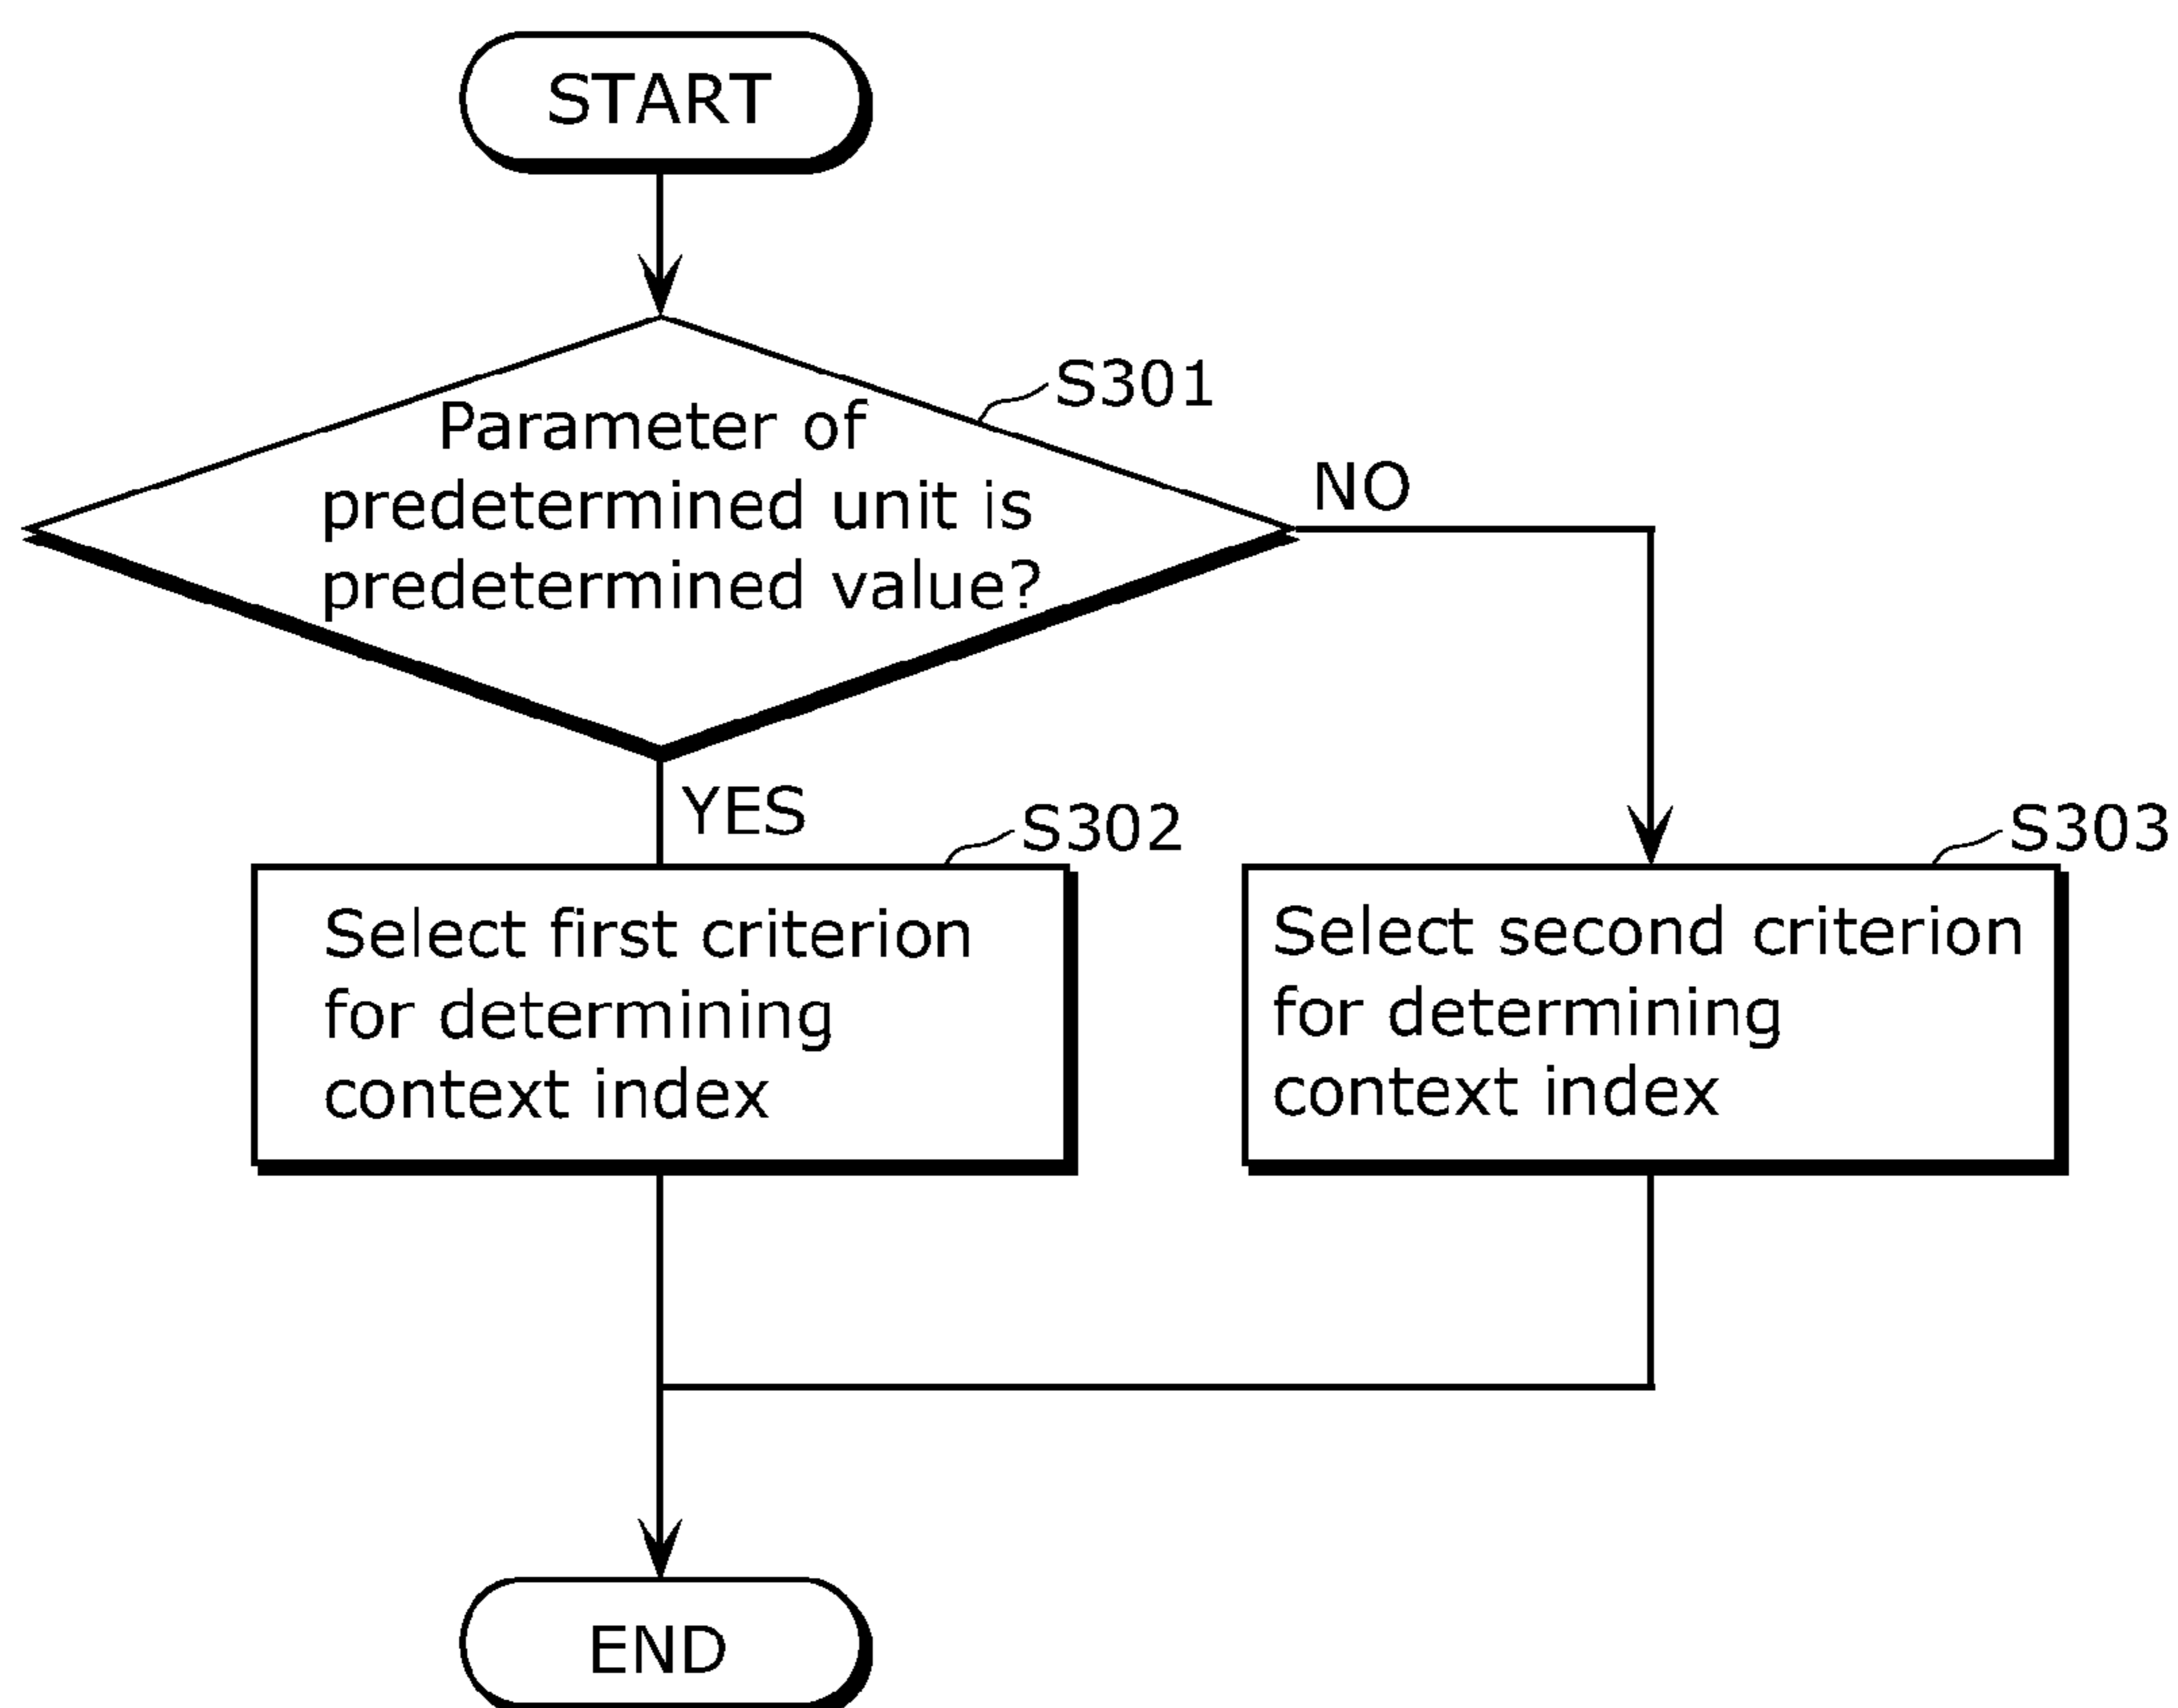 START
S301
Parameter of
predetermined unit is
predetermined value?
NO
YES
S302
Select first criterion
for determining
context index
S303
Select second criterion
for determining
context index
END